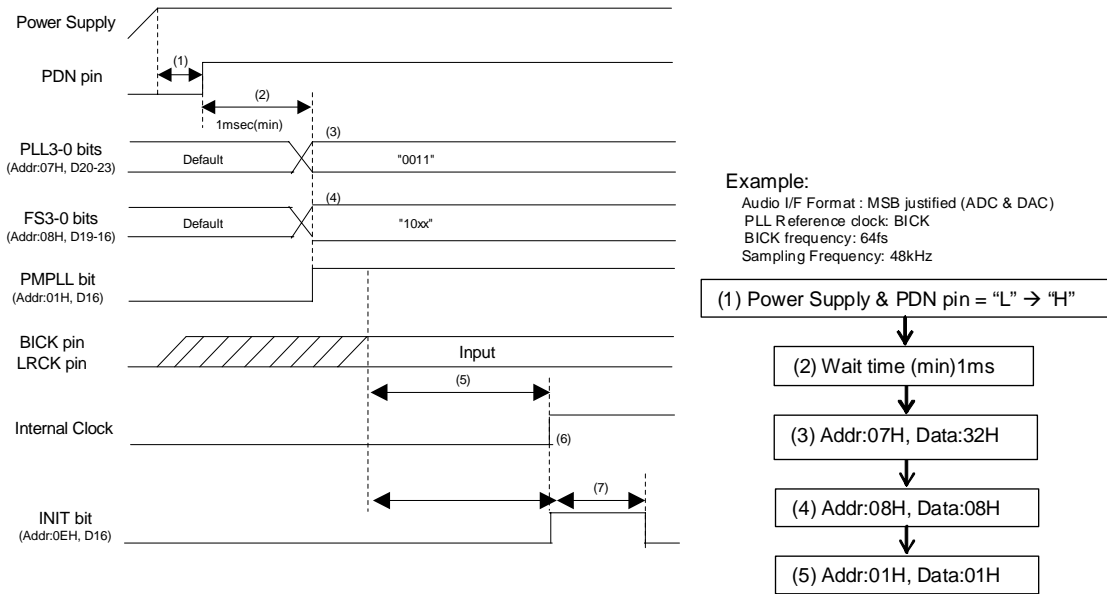 Power Supply
(1)
PDN pin
(2)
1msec(min)
PLL3-0 bits
(Addr:07H, D20-23)
Default
(3)
"0011"
FS3-0 bits
(Addr:08H, D19-16)
Default
(4)
"10xx"
PMPLL bit
(Addr:01H, D16)
BICK pin
LRCK pin
Input
(5)
Internal Clock
(6)
(7)
INIT bit
(Addr:0EH, D16)
Example:
Audio I/F Format : MSB justified (ADC & DAC)
PLL Reference clock: BICK
BICK frequency: 64fs
Sampling Frequency: 48kHz
(1) Power Supply & PDN pin = “L” → “H”
(2) Wait time (min)1ms
(3) Addr:07H, Data:32H
(4) Addr:08H, Data:08H
(5) Addr:01H, Data:01H